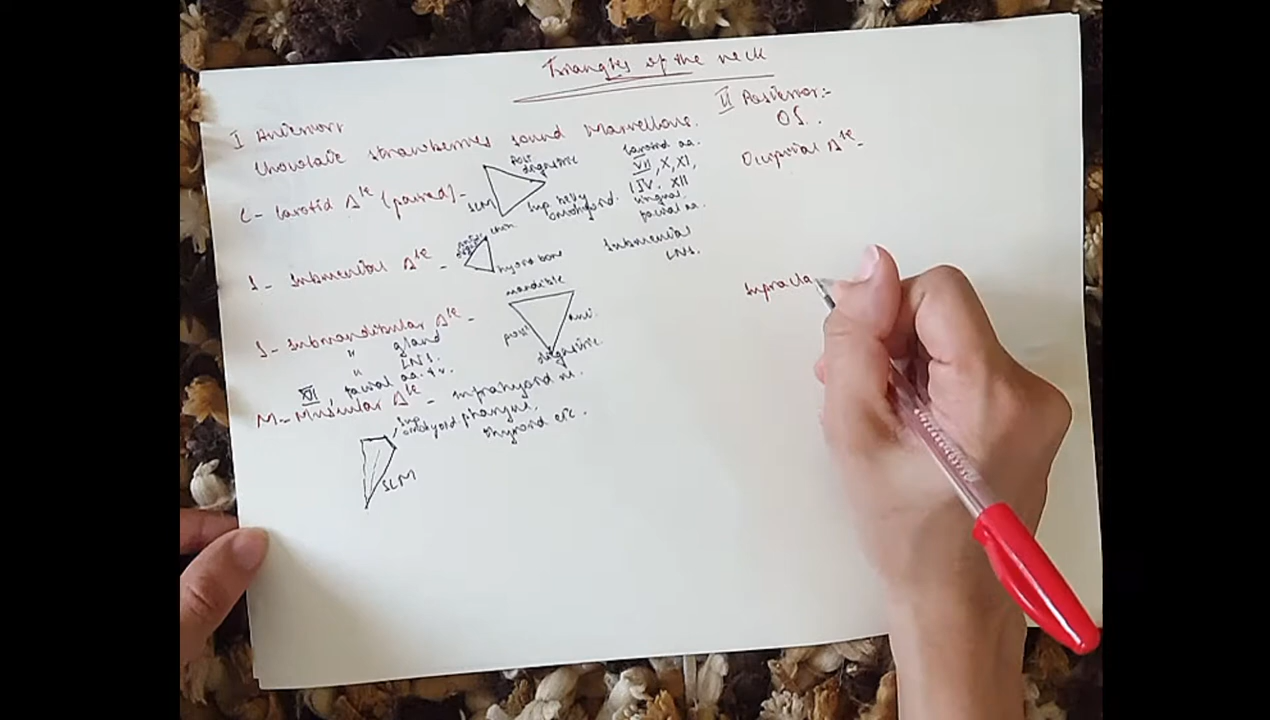 Triangles of the neck
I Anterior
Chocolate strawberries sound Marvellous.
C - Carotid Δle (paired) -
Post digastric
SCM
Sup belly omohyoid.
Carotid aa.
VII, X, XI,
IJV, XII
lingual
facial aa.
S - Submental Δle -
chin
hyoid bone
Submental
LNS.
S - Submandibular Δle -
mandible
post
ant.
digastric.
" gland
" LNS.
XII, facial aa. & v.
M - Muscular Δle - infrahyoid m.
pharynx,
thyroid etc.
sup
omohyoid
SCM
II Posterior:-
OS.
Occipital Δle -
Supracla